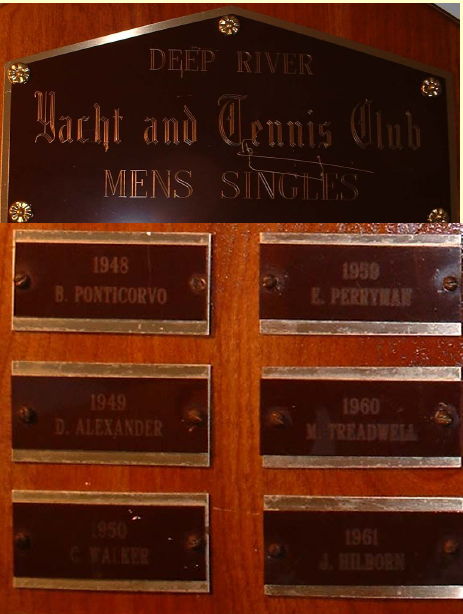 DEEP RIVER
Yacht and Tennis Club
MENS SINGLES
1948
B. PONTICORVO
1949
D. ALEXANDER
1950
C. WALKER
1959
E. PERRYMAN
1960
M. TREADWELL
1961
J. HILBORN